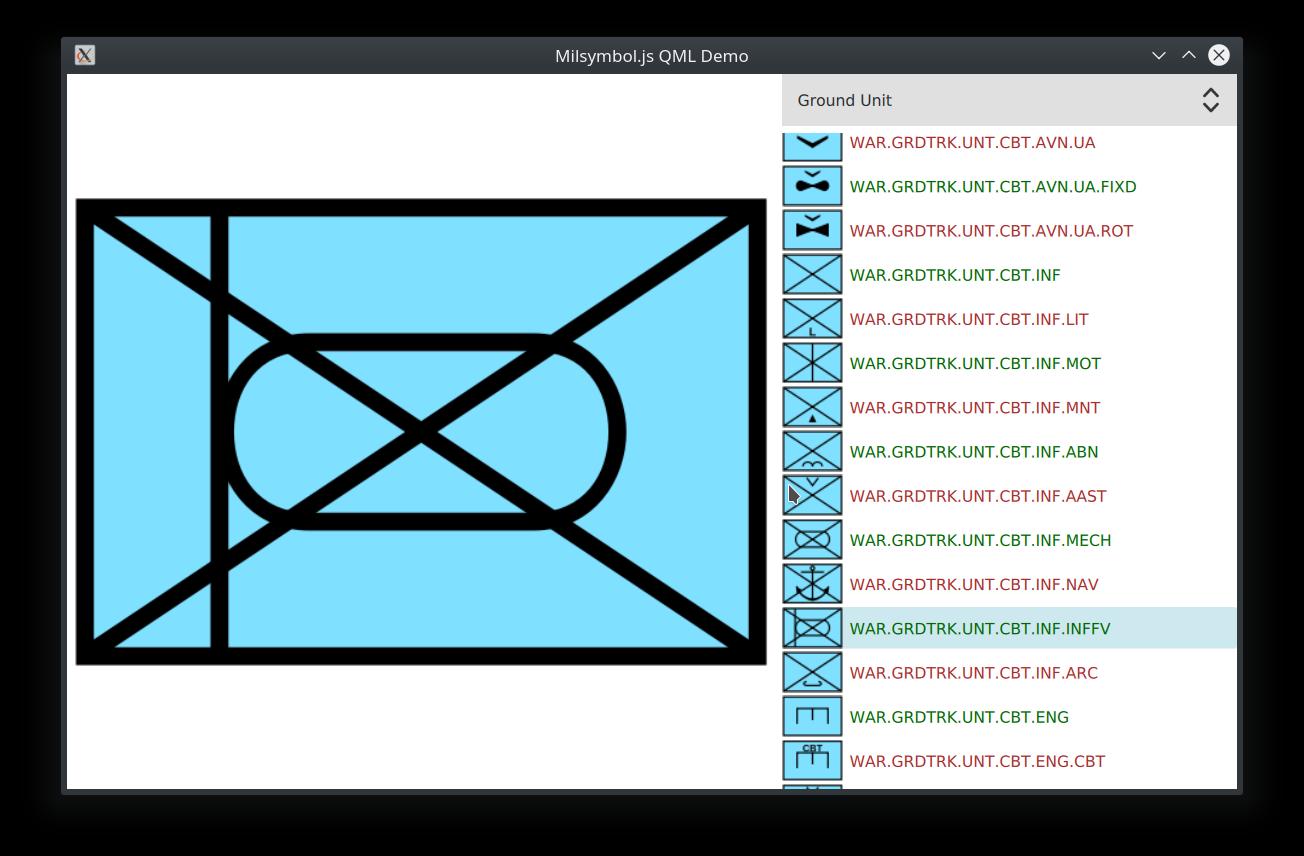 Milsymbol.js QML Demo
Ground Unit
WAR.GRDTRK.UNT.CBT.AVN.UA
WAR.GRDTRK.UNT.CBT.AVN.UA.FIXD
WAR.GRDTRK.UNT.CBT.AVN.UA.ROT
WAR.GRDTRK.UNT.CBT.INF
L
WAR.GRDTRK.UNT.CBT.INF.LIT
WAR.GRDTRK.UNT.CBT.INF.MOT
WAR.GRDTRK.UNT.CBT.INF.MNT
WAR.GRDTRK.UNT.CBT.INF.ABN
WAR.GRDTRK.UNT.CBT.INF.AAST
WAR.GRDTRK.UNT.CBT.INF.MECH
WAR.GRDTRK.UNT.CBT.INF.NAV
WAR.GRDTRK.UNT.CBT.INF.INFFV
WAR.GRDTRK.UNT.CBT.INF.ARC
WAR.GRDTRK.UNT.CBT.ENG
CBT
WAR.GRDTRK.UNT.CBT.ENG.CBT